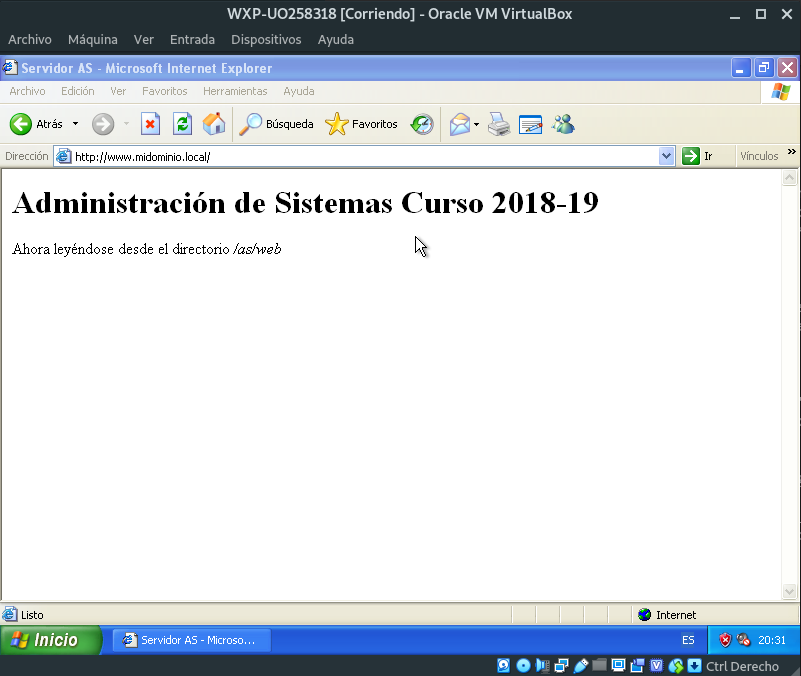 WXP-UO258318 [Corriendo] - Oracle VM VirtualBox
Archivo Máquina Ver Entrada Dispositivos Ayuda
Servidor AS - Microsoft Internet Explorer
Archivo Edición Ver Favoritos Herramientas Ayuda
Atrás Búsqueda Favoritos
Dirección http://www.midominio.local/ Ir Vínculos »
Administración de Sistemas Curso 2018-19
Ahora leyéndose desde el directorio /as/web
Listo Internet
Inicio Servidor AS - Microso... ES 20:31
Ctrl Derecho